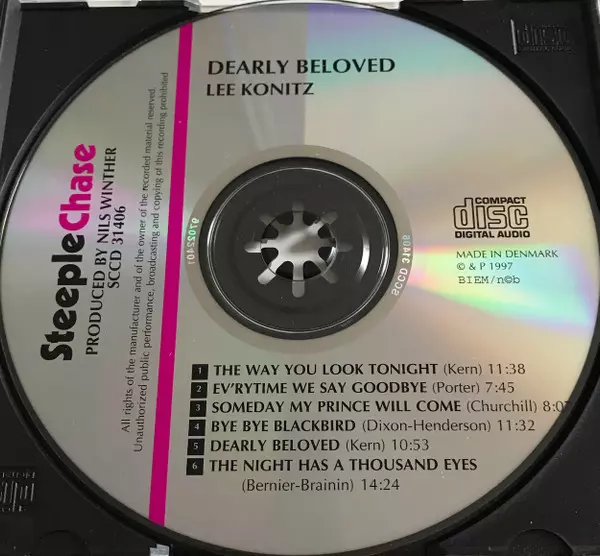 DEARLY BELOVED
LEE KONITZ
SteepleChase
PRODUCED BY NILS WINTHER
SCCD 31406
All rights of the manufacturer and of the owner of the recorded material reserved.
Unauthorized public performance, broadcasting and copying of this recording prohibited
COMPACT
disc
DIGITAL AUDIO
MADE IN DENMARK
© & P 1997
BIEM/n©b
SCCD 31406
1 THE WAY YOU LOOK TONIGHT (Kern) 11:38
2 EV'RYTIME WE SAY GOODBYE (Porter) 7:45
3 SOMEDAY MY PRINCE WILL COME (Churchill) 8:07
4 BYE BYE BLACKBIRD (Dixon-Henderson) 11:32
5 DEARLY BELOVED (Kern) 10:53
6 THE NIGHT HAS A THOUSAND EYES
(Bernier-Brainin) 14:24